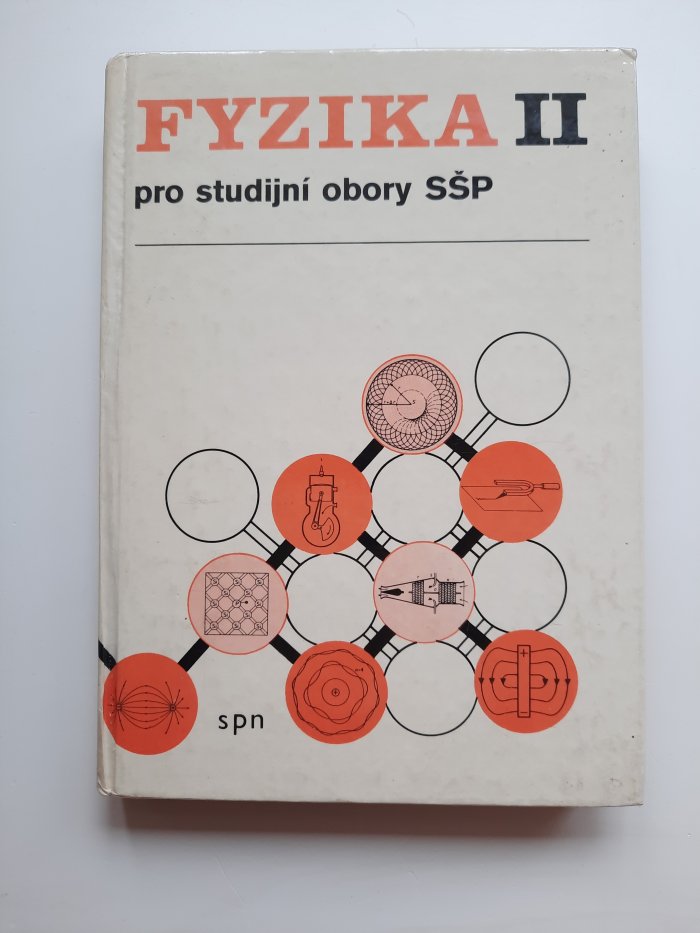 FYZIKA II
pro studijní obory SŠP
spn